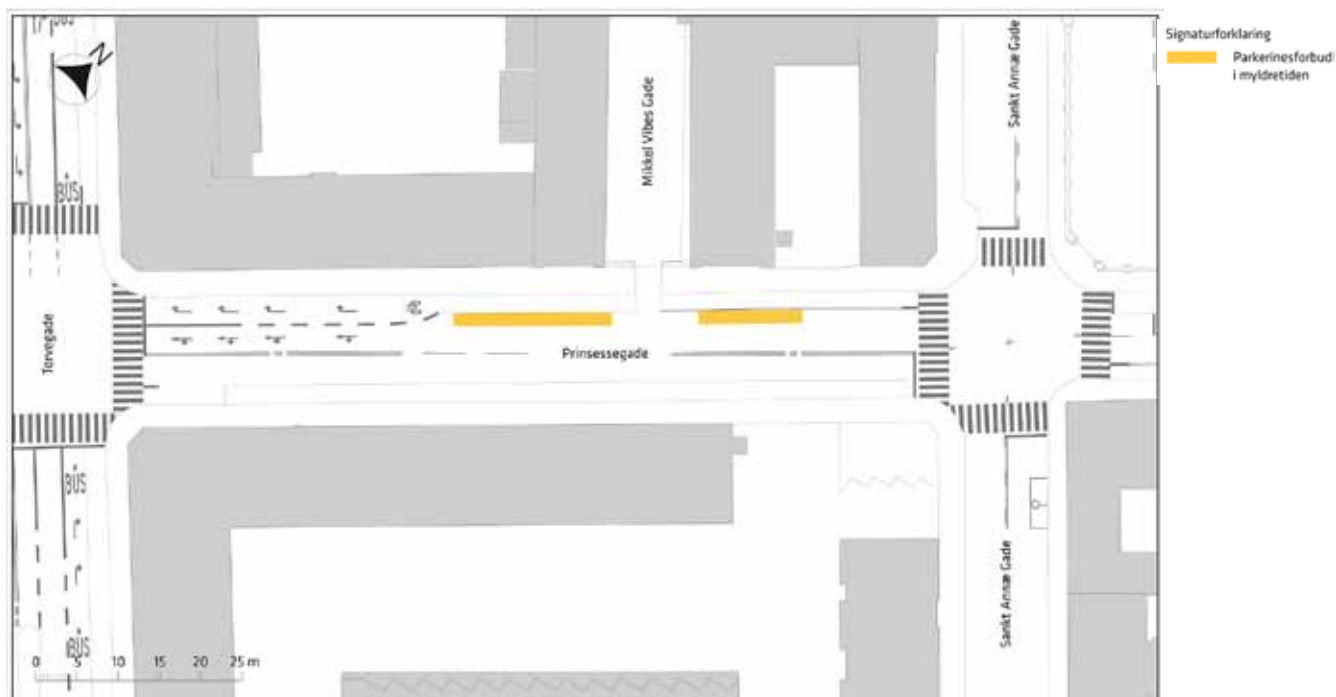 BUS
N
Signaturforklaring
Parkerinesforbud
i myldretiden
Sankt Annæ Gade
Mikkel Vibes Gade
BUS
Torvegade
Prinsessegade
BUS
Sankt Annæ Gade
BUS
0 5 10 15 20 25 m